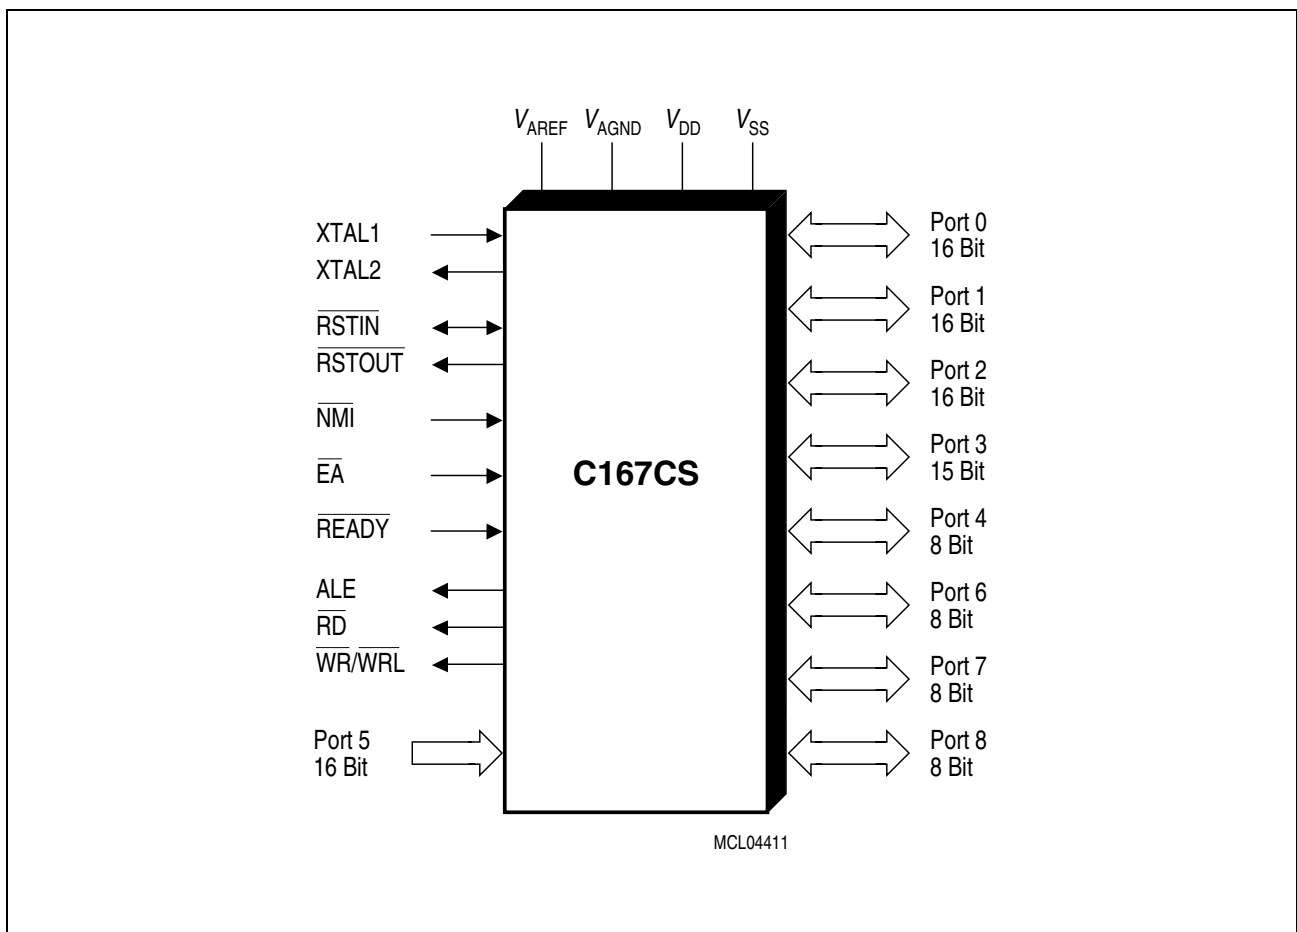 VAREF VAGND VDD VSS
XTAL1
XTAL2
RSTIN
RSTOUT
NMI
EA
READY
ALE
RD
WR/WRL
Port 5
16 Bit
C167CS
Port 0
16 Bit
Port 1
16 Bit
Port 2
16 Bit
Port 3
15 Bit
Port 4
8 Bit
Port 6
8 Bit
Port 7
8 Bit
Port 8
8 Bit
MCL04411